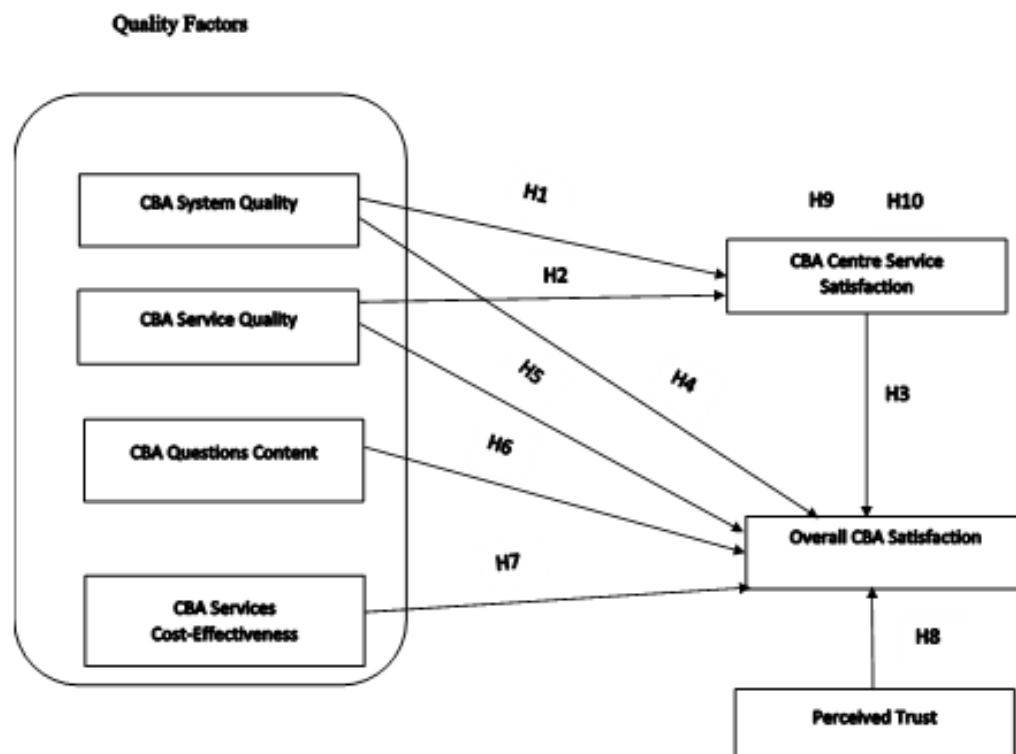 Quality Factors
CBA System Quality
H1
H9 H10
CBA Centre Service
Satisfaction
H2
CBA Service Quality
H5
H4
H3
CBA Questions Content
H6
Overall CBA Satisfaction
H7
CBA Services
Cost-Effectiveness
H8
Perceived Trust